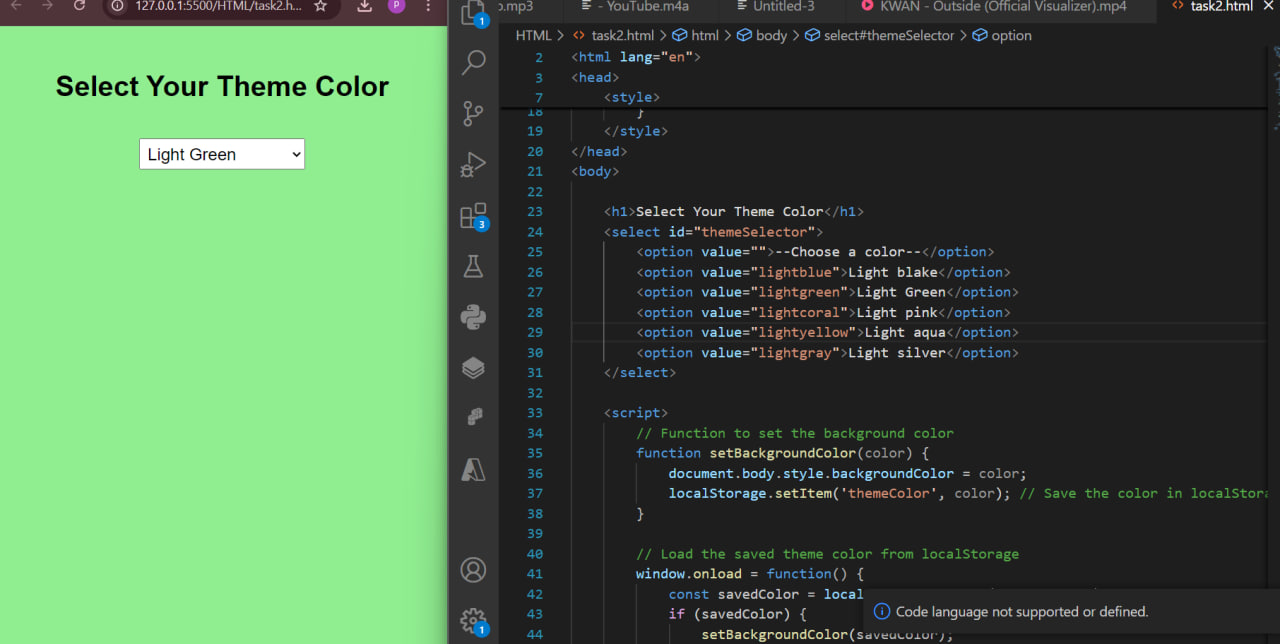 127.0.0.1:5500/HTML/task2.h...
P
Select Your Theme Color
Light Green
1
3
1
p.mp3
- YouTube.m4a
Untitled-3
KWAN - Outside (Official Visualizer).mp4
task2.html
HTML > task2.html > html > body > select#themeSelector > option
2 <html lang="en">
3 <head>
7 <style>
18 }
19 </style>
20 </head>
21 <body>
22
23 <h1>Select Your Theme Color</h1>
24 <select id="themeSelector">
25 <option value="">--Choose a color--</option>
26 <option value="lightblue">Light blake</option>
27 <option value="lightgreen">Light Green</option>
28 <option value="lightcoral">Light pink</option>
29 <option value="lightyellow">Light aqua</option>
30 <option value="lightgray">Light silver</option>
31 </select>
32
33 <script>
34 // Function to set the background color
35 function setBackgroundColor(color) {
36 document.body.style.backgroundColor = color;
37 localStorage.setItem('themeColor', color); // Save the color in localStora
38 }
39
40 // Load the saved theme color from localStorage
41 window.onload = function() {
42 const savedColor = local
43 if (savedColor) {
44 setBackgroundColor(savedColor);
Code language not supported or defined.